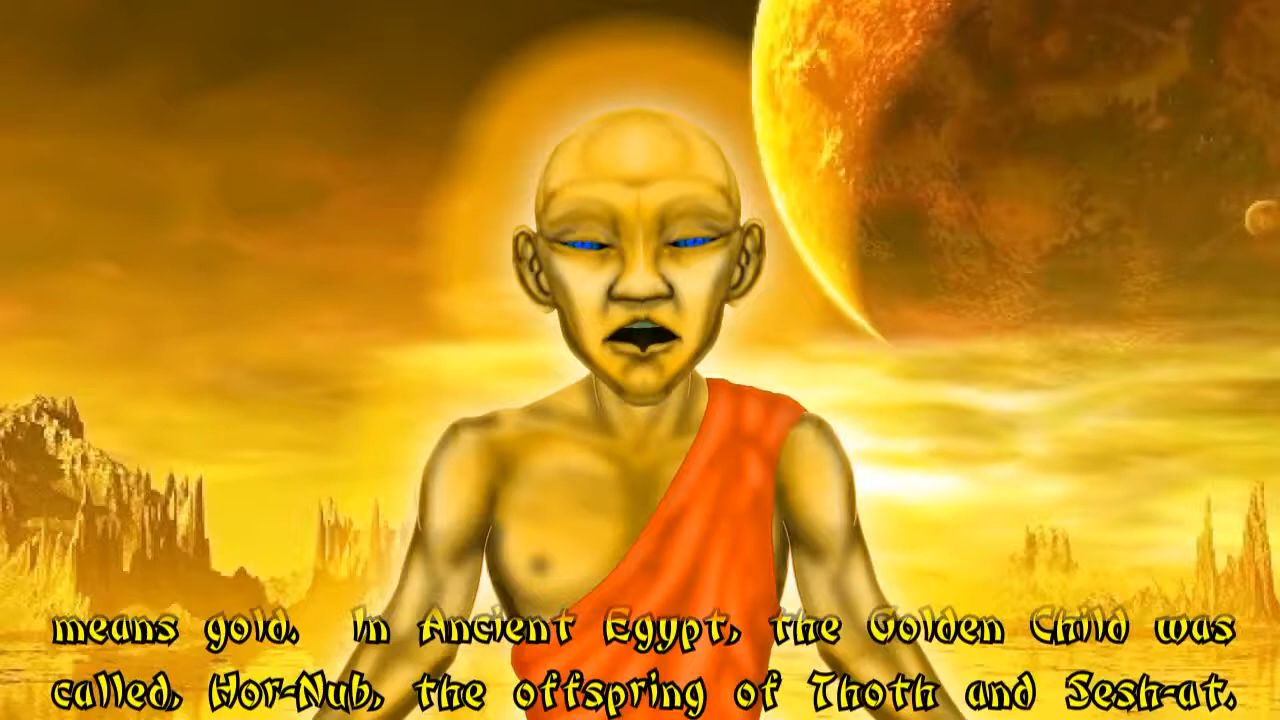 means gold. In Ancient Egypt, the Golden Child was
called, Hor-Nub, the offspring of Thoth and Sesh-at.